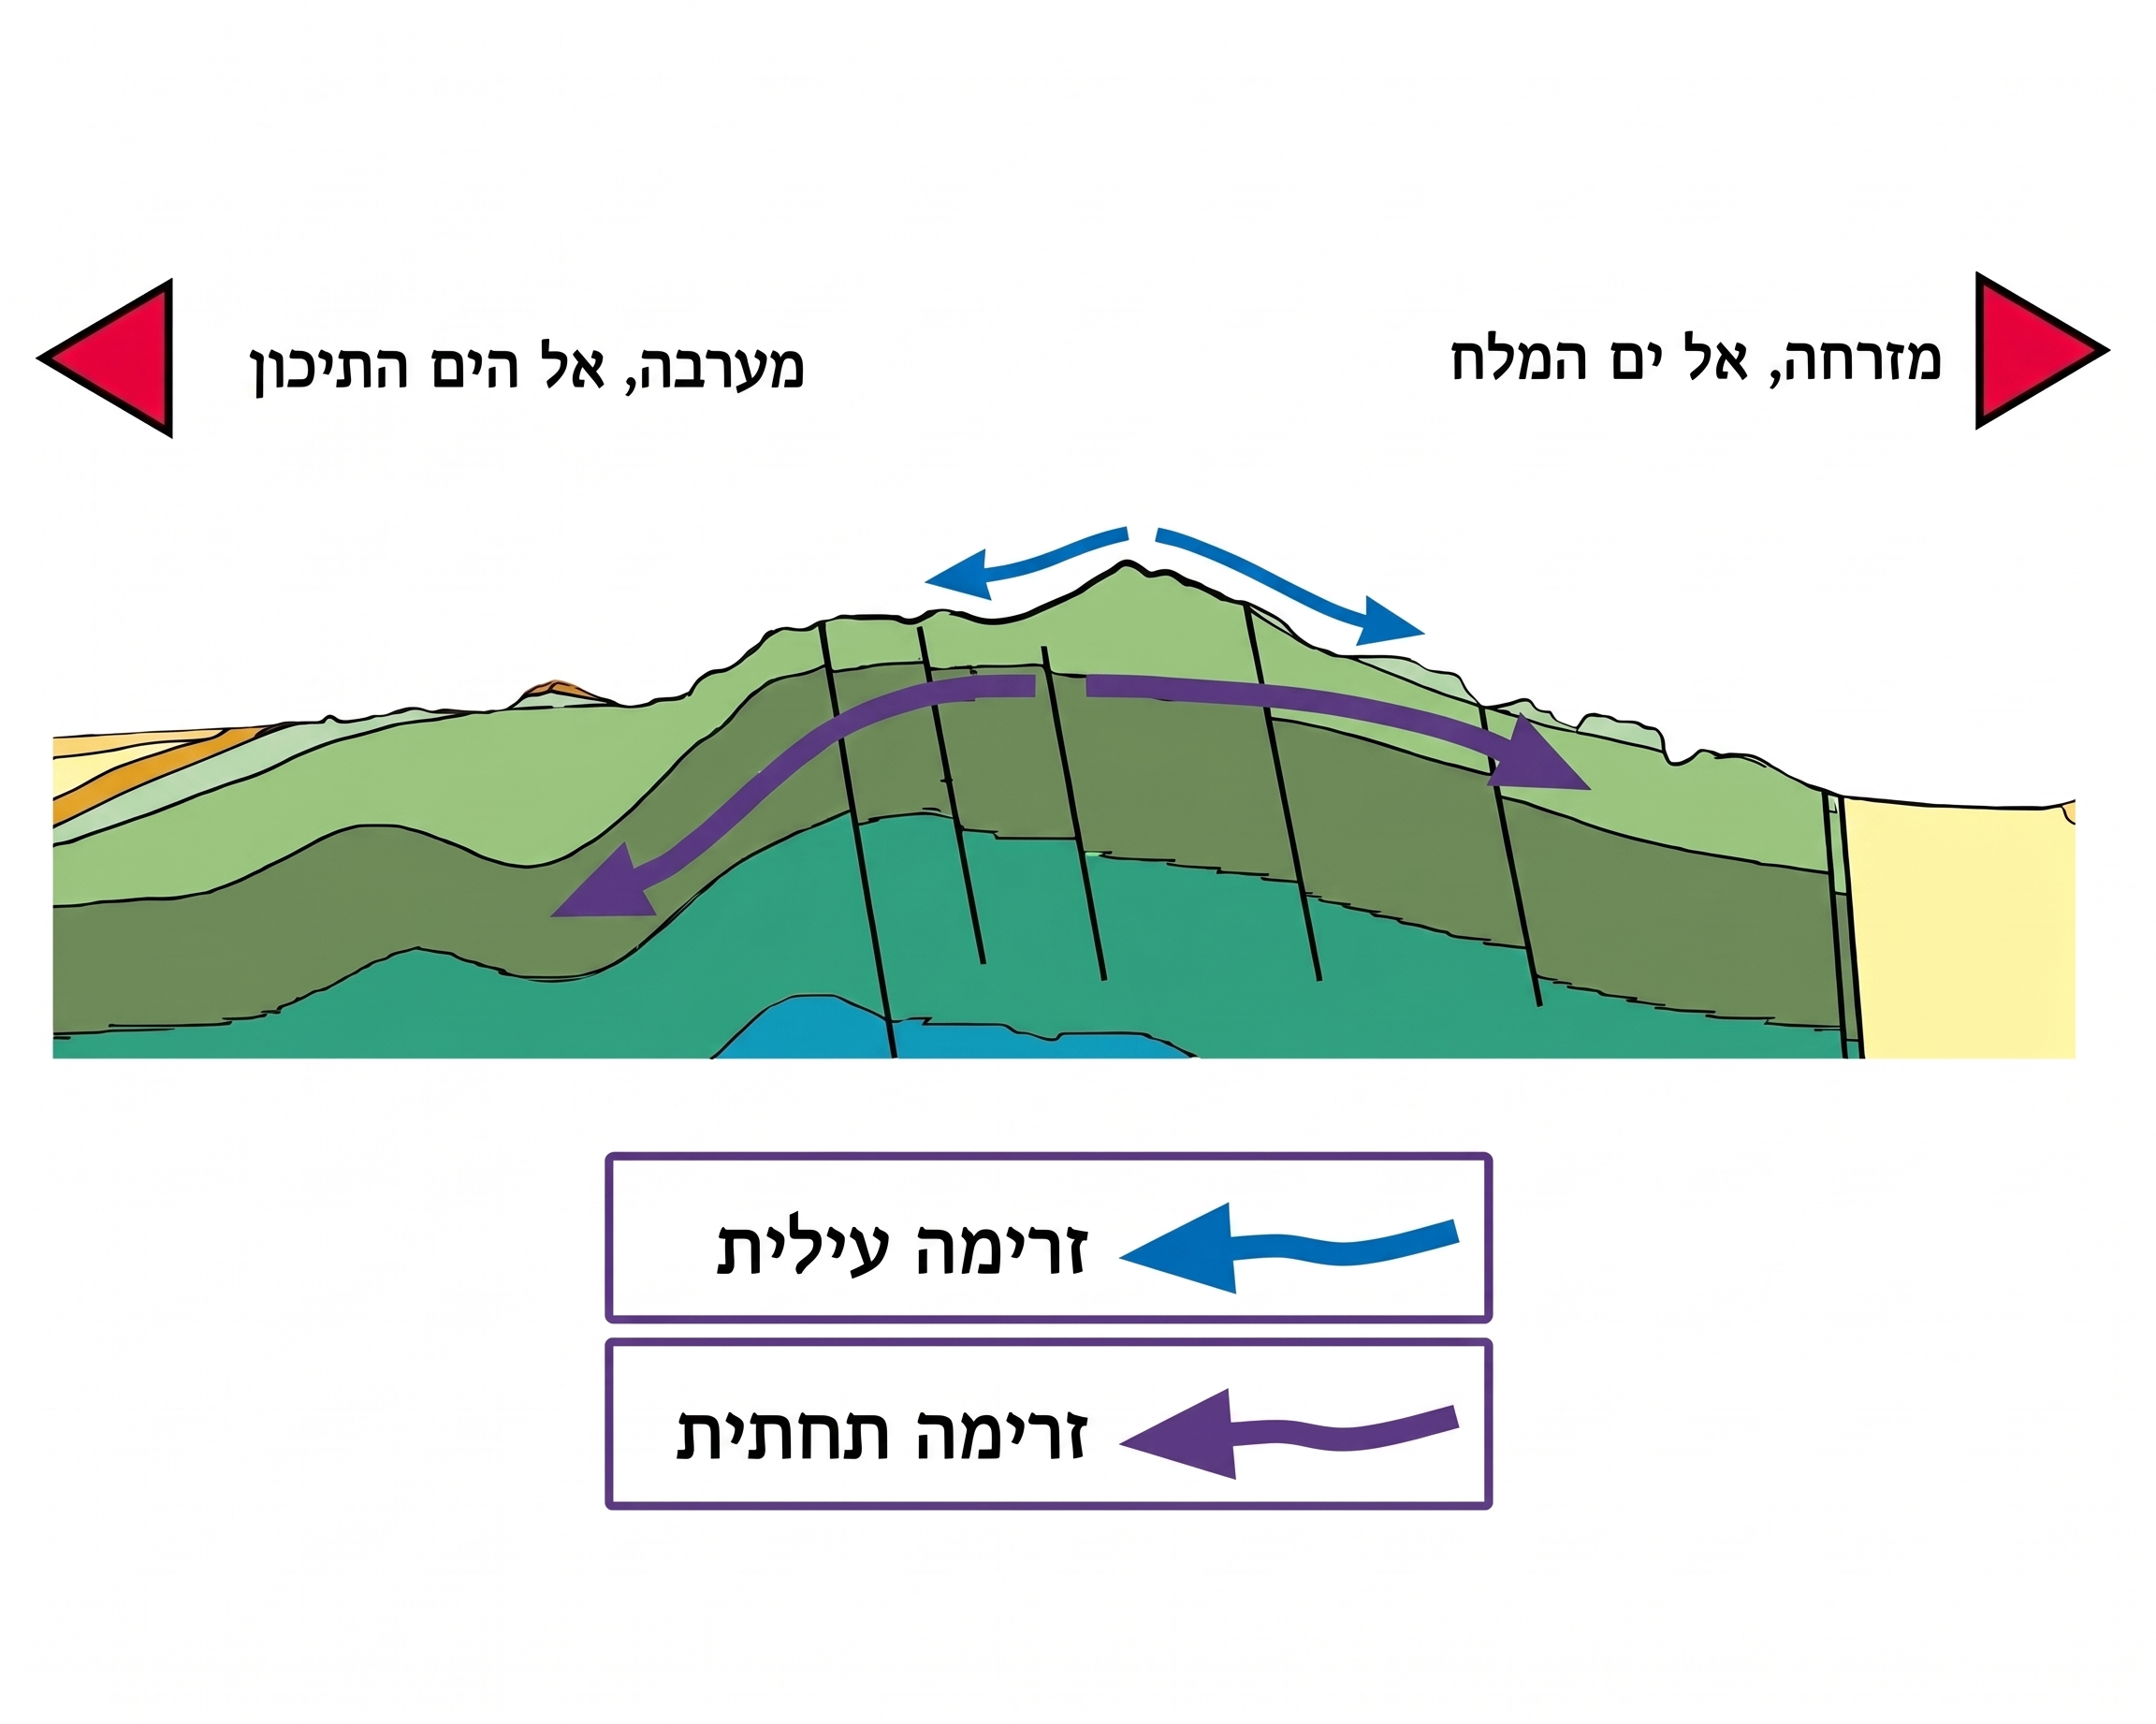 מזרחה, אל ים המלח
מערבה, אל הים התיכון
זרימה עילית
זרימה תחתית